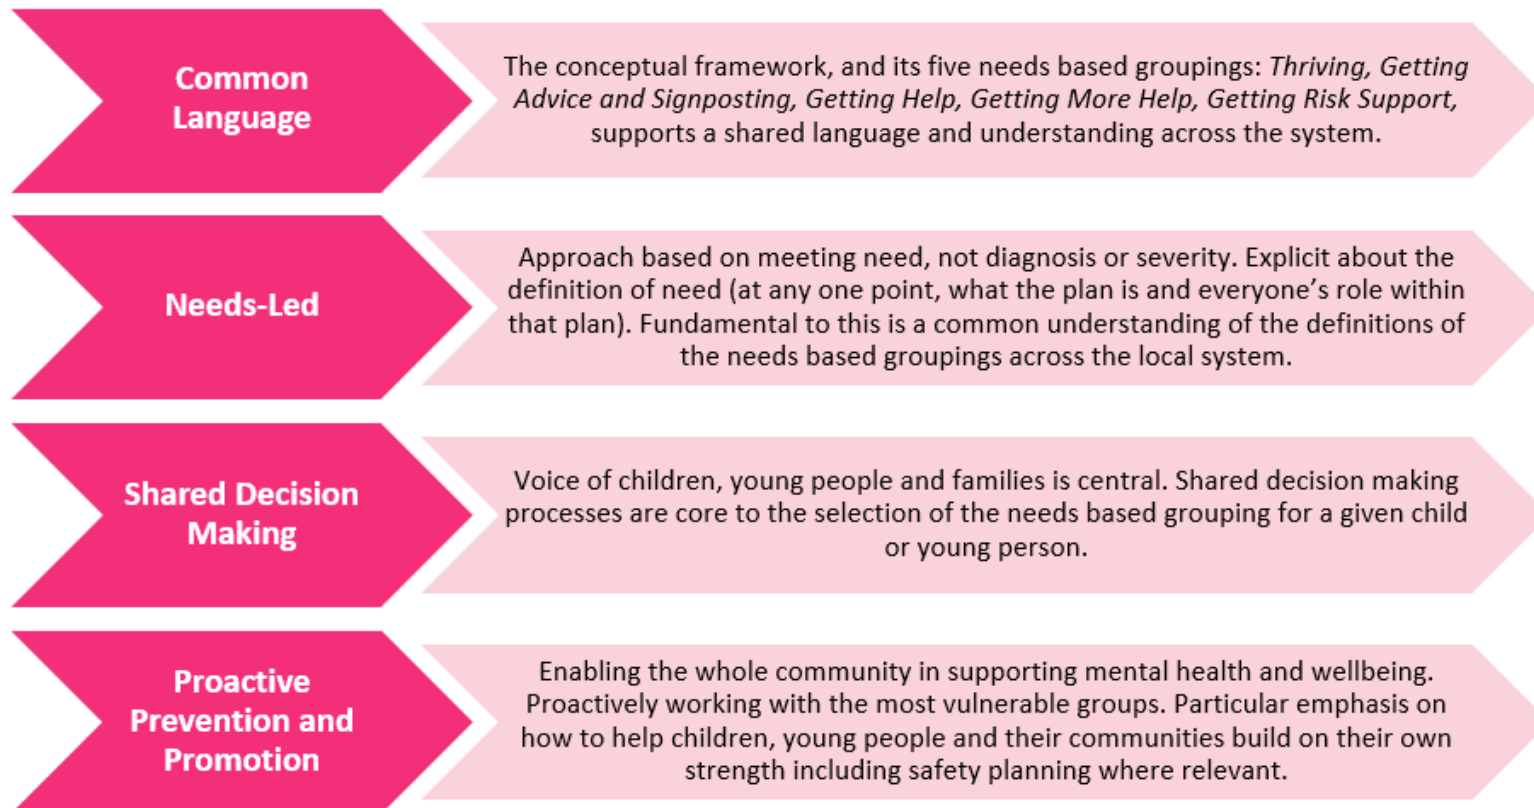 Common
Language
The conceptual framework, and its five needs based groupings: Thriving, Getting
Advice and Signposting, Getting Help, Getting More Help, Getting Risk Support,
supports a shared language and understanding across the system.
Needs-Led
Approach based on meeting need, not diagnosis or severity. Explicit about the
definition of need (at any one point, what the plan is and everyone’s role within
that plan). Fundamental to this is a common understanding of the definitions of
the needs based groupings across the local system.
Shared Decision
Making
Voice of children, young people and families is central. Shared decision making
processes are core to the selection of the needs based grouping for a given child
or young person.
Proactive
Prevention and
Promotion
Enabling the whole community in supporting mental health and wellbeing.
Proactively working with the most vulnerable groups. Particular emphasis on
how to help children, young people and their communities build on their own
strength including safety planning where relevant.